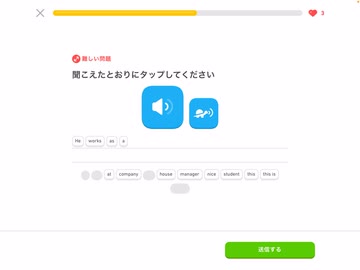 3
難しい問題
聞こえたとおりにタップしてください
He works as a
at company house manager nice student this this is
送信する